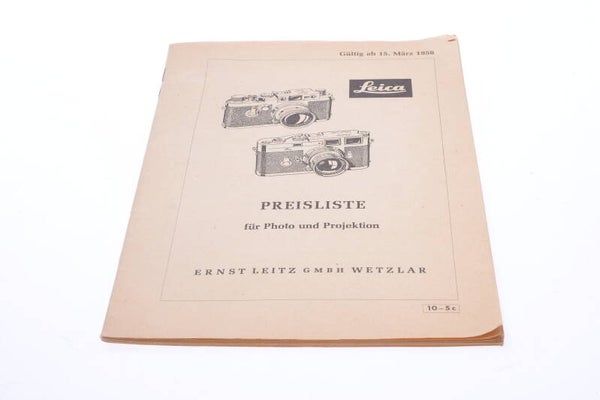 Gültig ab 15. März 1958
Leica
PREISLISTE
für Photo und Projektion
ERNST LEITZ GMBH WETZLAR
10–5c